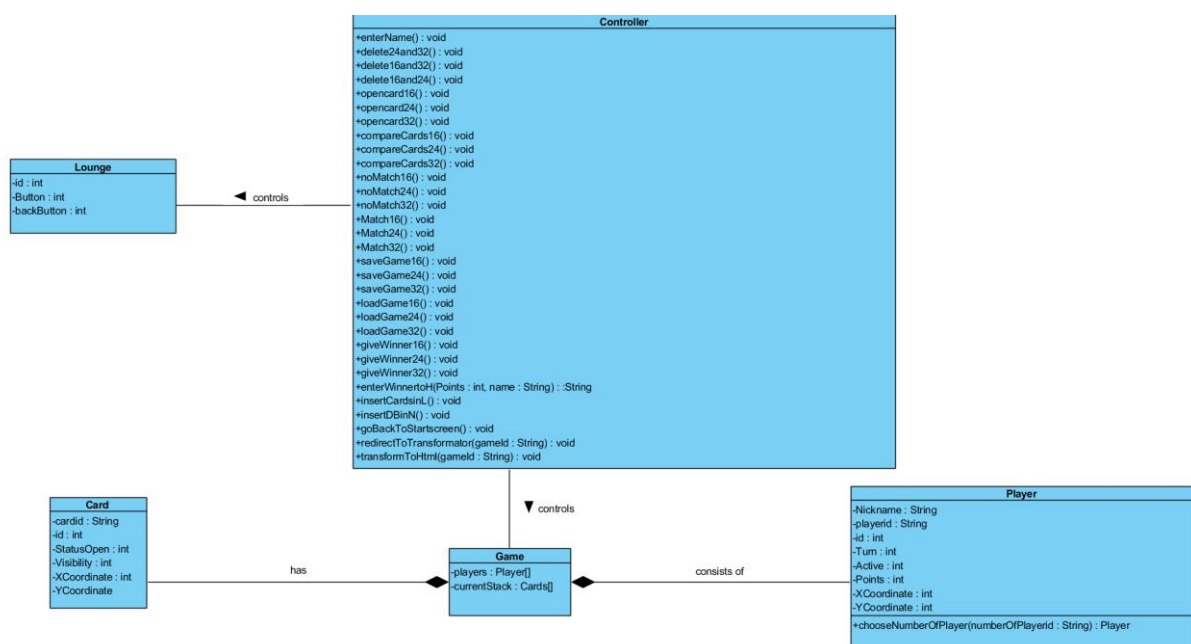 Controller
+enterName() : void
+delete24and32() : void
+delete16and32() : void
+delete16and24() : void
+opencard16() : void
+opencard24() : void
+opencard32() : void
+compareCards16() : void
+compareCards24() : void
+compareCards32() : void
+noMatch16() : void
+noMatch24() : void
+noMatch32() : void
+Match16() : void
+Match24() : void
+Match32() : void
+saveGame16() : void
+saveGame24() : void
+saveGame32() : void
+loadGame16() : void
+loadGame24() : void
+loadGame32() : void
+giveWinner16() : void
+giveWinner24() : void
+giveWinner32() : void
+enterWinnertoH(Points : int, name : String) : :String
+insertCardsinL() : void
+insertDBinN() : void
+goBackToStartscreen() : void
+redirectToTransformator(gameId : String) : void
+transformToHtml(gameId : String) : void
Lounge
-id : int
-Button : int
-backButton : int
controls
controls
Card
-cardid : String
-id : int
-StatusOpen : int
-Visibility : int
-XCoordinate : int
-YCoordinate
has
Game
-players : Player[]
-currentStack : Cards[]
consists of
Player
-Nickname : String
-playerid : String
-id : int
-Turn : int
-Active : int
-Points : int
-XCoordinate : int
-YCoordinate : int
+chooseNumberOfPlayer(numberOfPlayerid : String) : Player